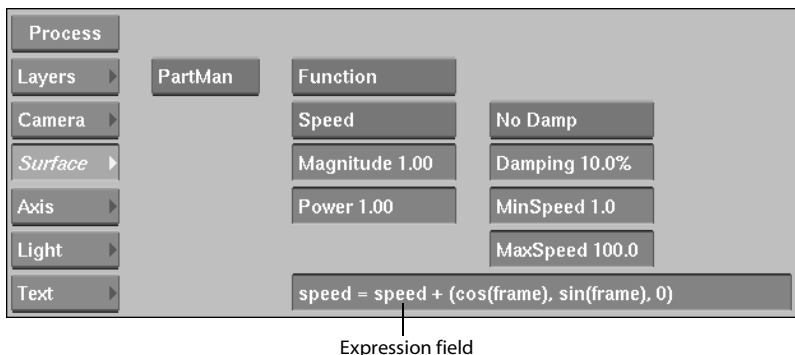 Process
Layers PartMan Function
Camera Speed No Damp
Surface Magnitude 1.00 Damping 10.0%
Axis Power 1.00 MinSpeed 1.0
Light MaxSpeed 100.0
Text speed = speed + (cos(frame), sin(frame), 0)
Expression field